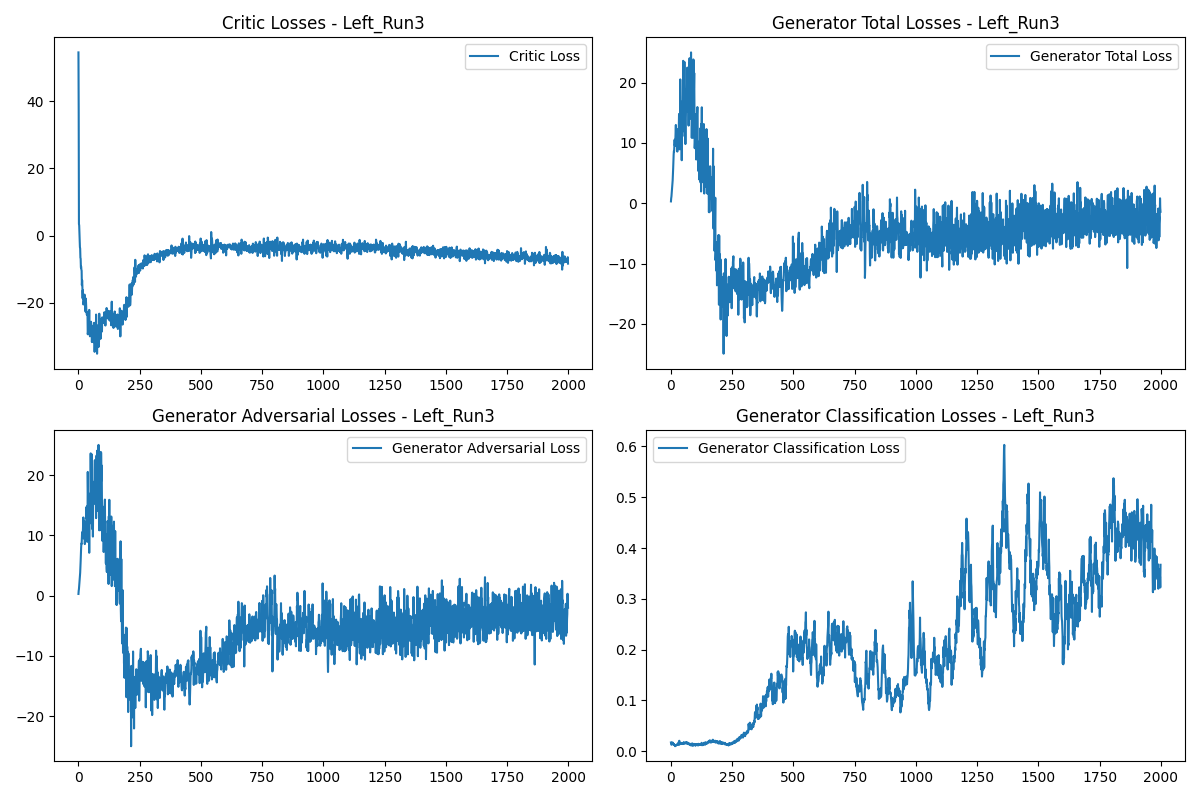 Critic Losses - Left_Run3
Critic Loss
40
20
0
−20
0 250 500 750 1000 1250 1500 1750 2000
Generator Total Losses - Left_Run3
Generator Total Loss
20
10
0
−10
−20
0 250 500 750 1000 1250 1500 1750 2000
Generator Adversarial Losses - Left_Run3
Generator Adversarial Loss
20
10
0
−10
−20
0 250 500 750 1000 1250 1500 1750 2000
Generator Classification Losses - Left_Run3
Generator Classification Loss
0.6
0.5
0.4
0.3
0.2
0.1
0.0
0 250 500 750 1000 1250 1500 1750 2000